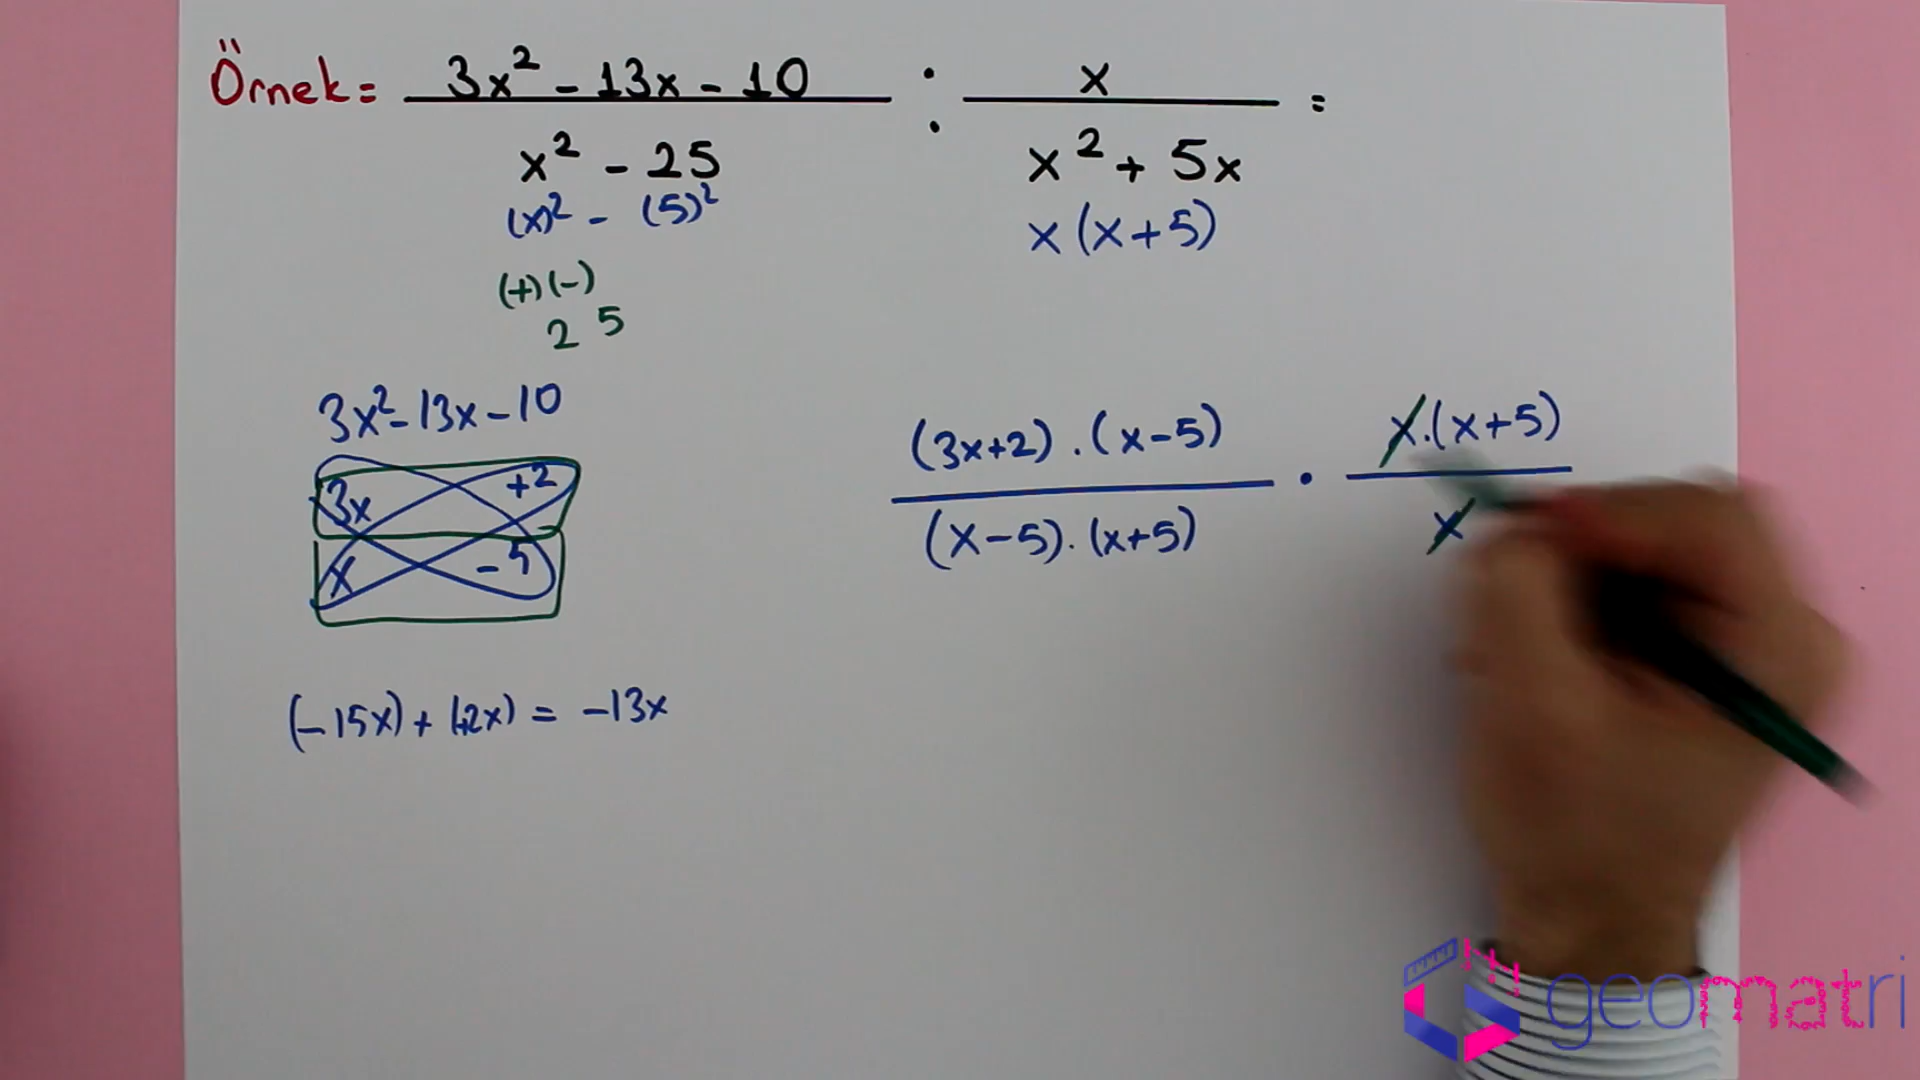 Örnek = 3x² - 13x - 10 : x =
x² - 25 x² + 5x
(x)² - (5)² x(x+5)
(+)(-)
2 5
3x² - 13x - 10
3x +2
x -5
(3x+2).(x-5) . x.(x+5)
(x-5).(x+5) x
(-15x) + (+2x) = -13x
geomatri